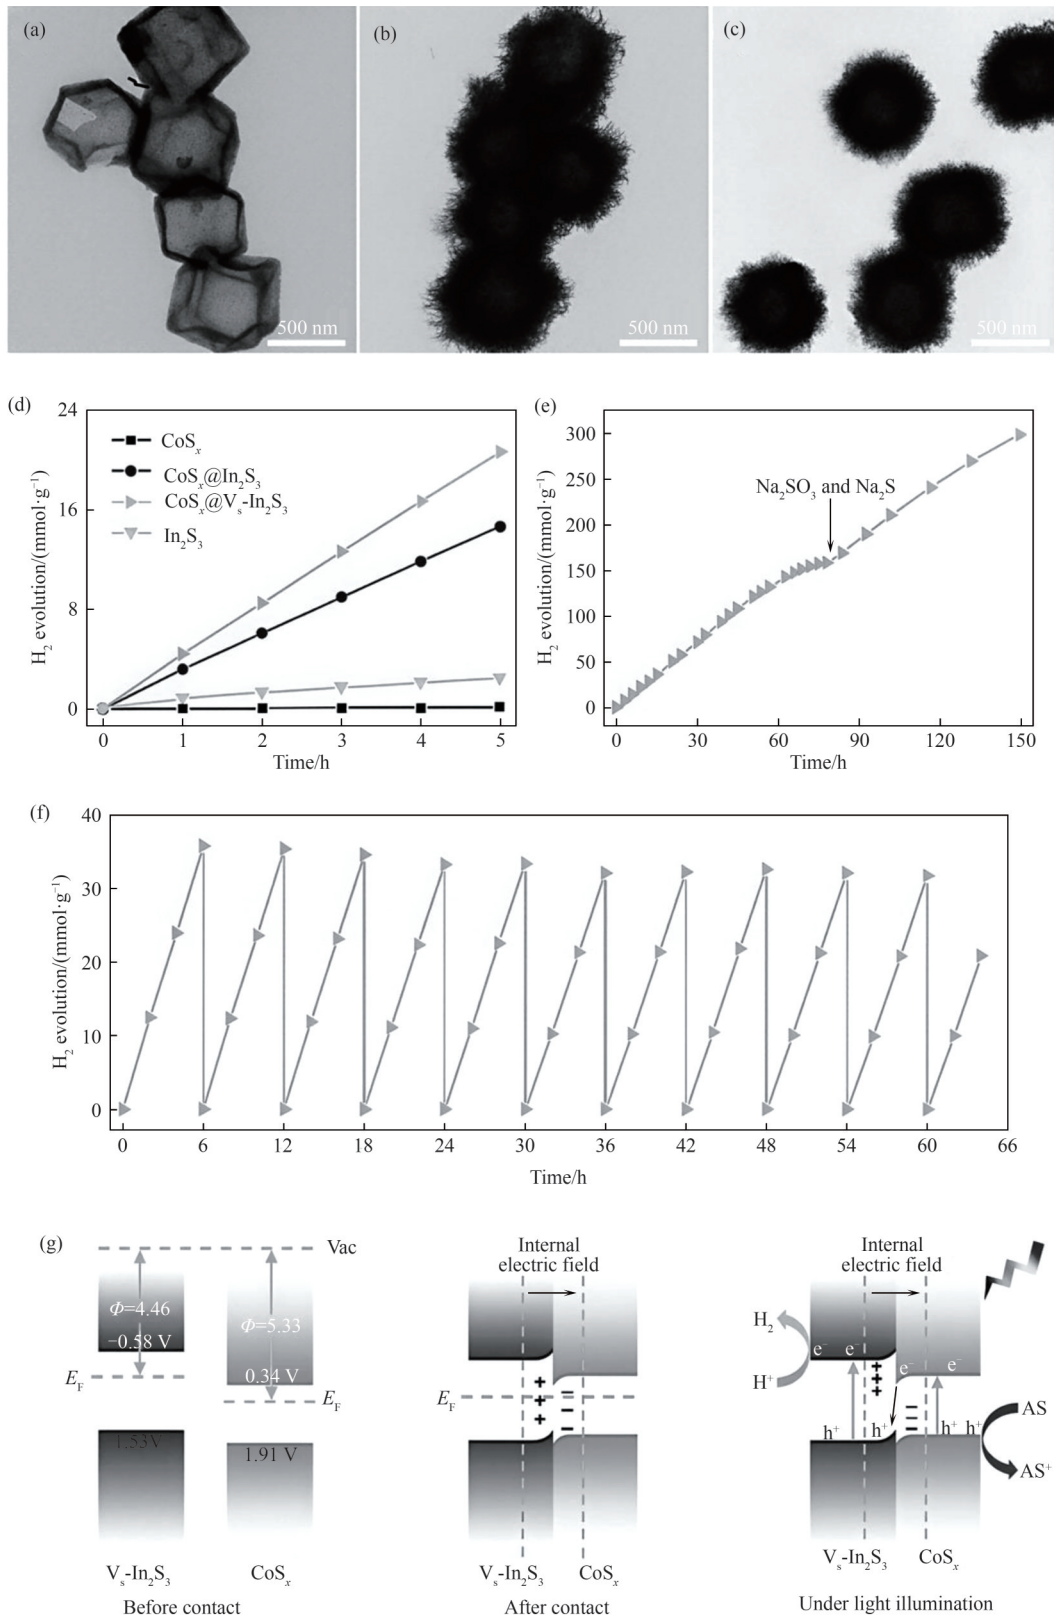 (a)
(b)
(c)
500 nm
500 nm
500 nm
(d)
H₂ evolution/(mmol·g⁻¹)
24
16
8
0
CoSₓ
CoSₓ@In₂S₃
CoSₓ@Vₛ-In₂S₃
In₂S₃
0 1 2 3 4 5
Time/h
(e)
H₂ evolution/(mmol·g⁻¹)
300
250
200
150
100
50
0
Na₂SO₃ and Na₂S
0 30 60 90 120 150
Time/h
(f)
H₂ evolution/(mmol·g⁻¹)
40
30
20
10
0
0 6 12 18 24 30 36 42 48 54 60 66
Time/h
(g)
Vac
Φ=4.46
−0.58 V
E_F
1.53V
Φ=5.33
0.34 V
E_F
1.91 V
Vₛ-In₂S₃
CoSₓ
Before contact
Internal
electric field
E_F
+
+
+
−
−
−
Vₛ-In₂S₃
CoSₓ
After contact
Internal
electric field
H₂
H⁺
e⁻ e⁻
e⁻ e⁻
+
+
+
−
−
−
h⁺ h⁺
h⁺ h⁺
AS
AS⁺
Vₛ-In₂S₃
CoSₓ
Under light illumination